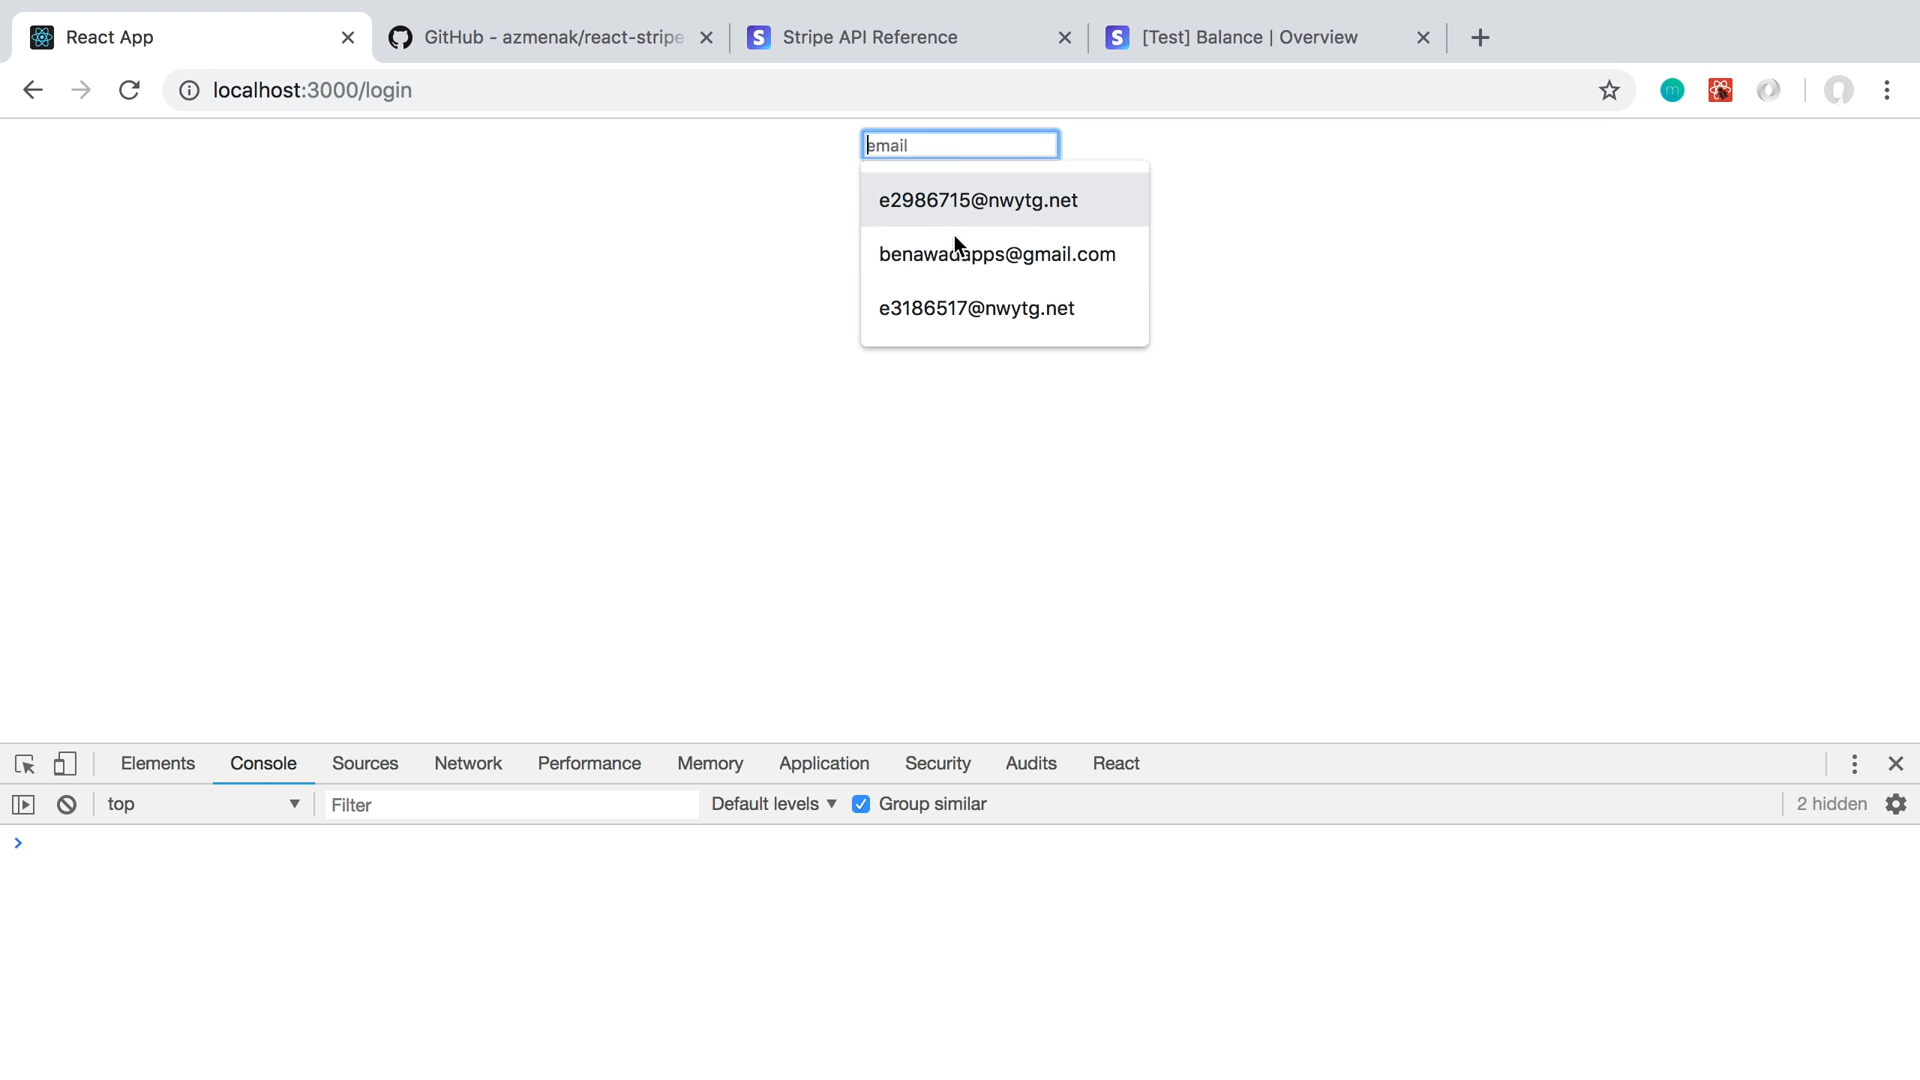 React App
GitHub - azmenak/react-stripe
Stripe API Reference
[Test] Balance | Overview
localhost:3000/login
email
e2986715@nwytg.net
benawadapps@gmail.com
e3186517@nwytg.net
Elements Console Sources Network Performance Memory Application Security Audits React
top Filter Default levels Group similar 2 hidden